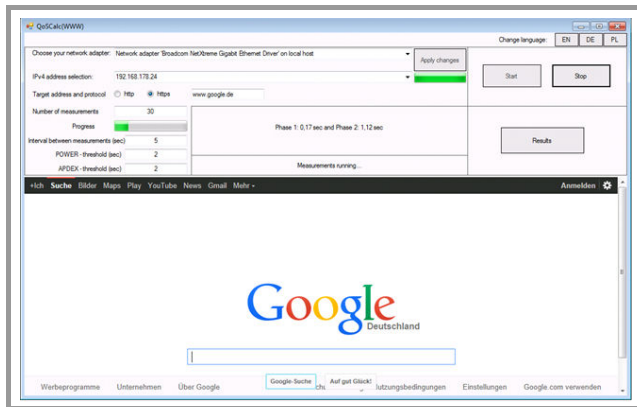 QoSCalc(WWW)
Change language: EN DE PL
Choose your network adapter: Network adapter 'Broadcom NetXtreme Gigabit Ethernet Driver' on local host
Apply changes
IPv4 address selection: 192.168.178.24
Start Stop
Target address and protocol http https www.google.de
Number of measurements 30
Progress
Phase 1: 0,17 sec and Phase 2: 1,12 sec
Interval between measurements (sec) 5
Results
POWER - threshold (sec) 2
Measurements running...
APDEX - threshold (sec) 2
+Ich Suche Bilder Maps Play YouTube News Gmail Mehr Anmelden
Google
Deutschland
Google-Suche Auf gut Glück!
Werbeprogramme Unternehmen Über Google utzungsbedingungen Einstellungen Google.com verwenden